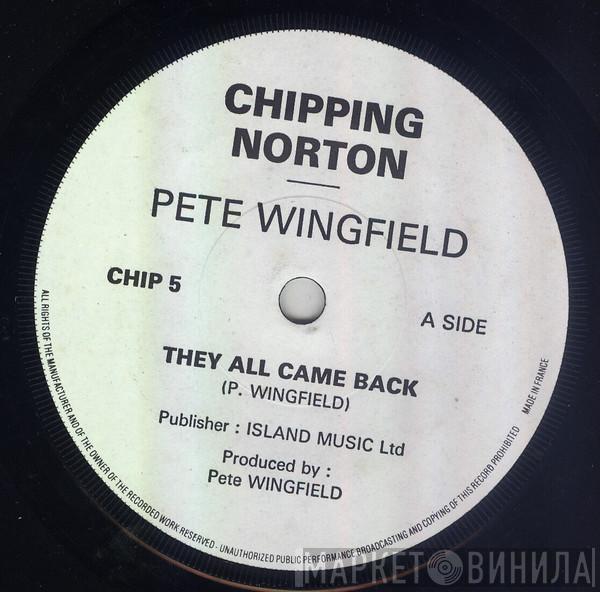 CHIPPING
NORTON
PETE WINGFIELD
CHIP 5
A SIDE
THEY ALL CAME BACK
(P. WINGFIELD)
Publisher : ISLAND MUSIC Ltd
Produced by :
Pete WINGFIELD
ALL RIGHTS OF THE MANUFACTURER AND OF THE OWNER OF THE RECORDED WORK RESERVED - UNAUTHORIZED PUBLIC PERFORMANCE BROADCASTING AND COPYING OF THIS RECORD PROHIBITED MADE IN FRANCE
МАРКЕТ ВИНИЛА